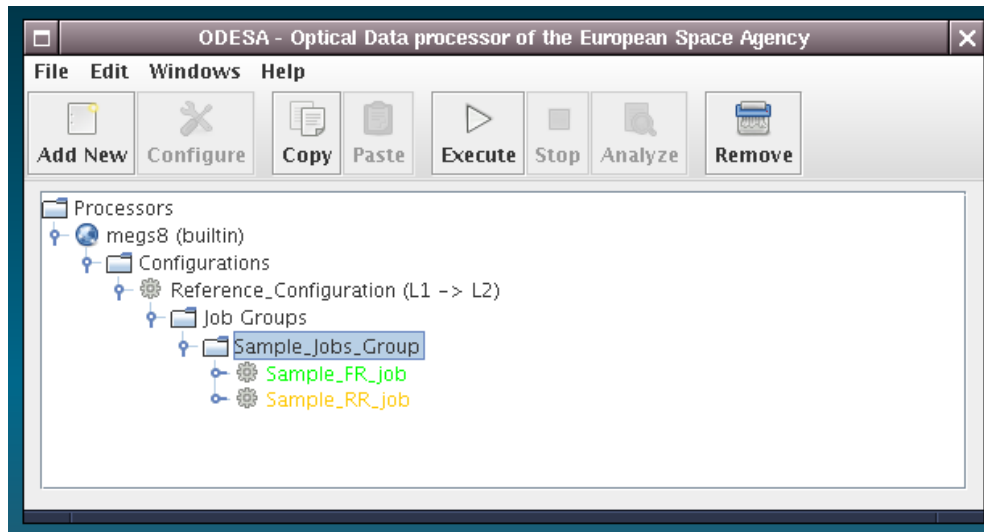 ODESA - Optical Data processor of the European Space Agency
File Edit Windows Help
Add New Configure Copy Paste Execute Stop Analyze Remove
Processors
megs8 (builtin)
Configurations
Reference_Configuration (L1 -> L2)
Job Groups
Sample_Jobs_Group
Sample_FR_job
Sample_RR_job